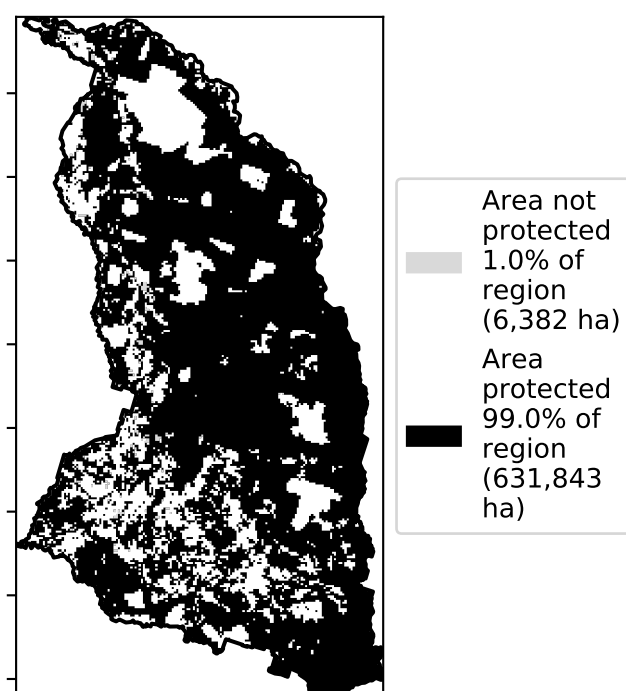 Area not
protected
1.0% of
region
(6,382 ha)
Area
protected
99.0% of
region
(631,843
ha)